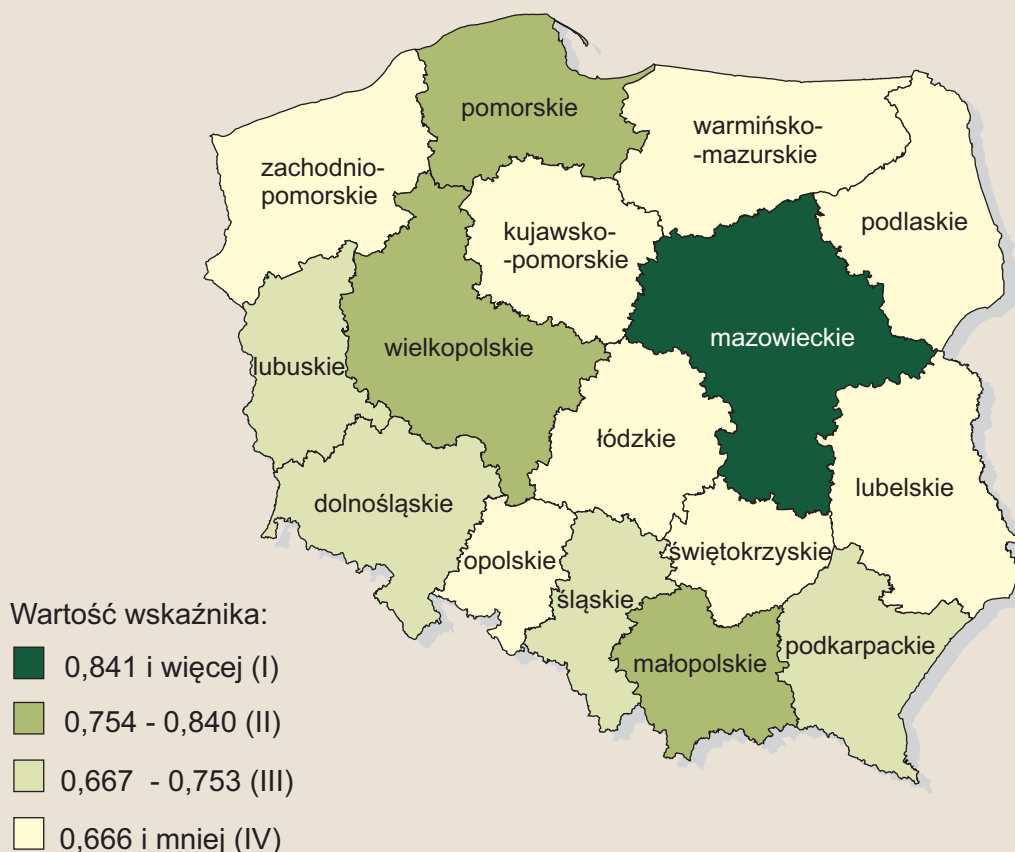 pomorskie
warmińsko-
-mazurskie
zachodnio-
pomorskie
podlaskie
kujawsko-
-pomorskie
mazowieckie
wielkopolskie
lubuskie
łódzkie
lubelskie
dolnośląskie
świętokrzyskie
opolskie
śląskie
podkarpackie
małopolskie
Wartość wskaźnika:
0,841 i więcej (I)
0,754 - 0,840 (II)
0,667 - 0,753 (III)
0,666 i mniej (IV)